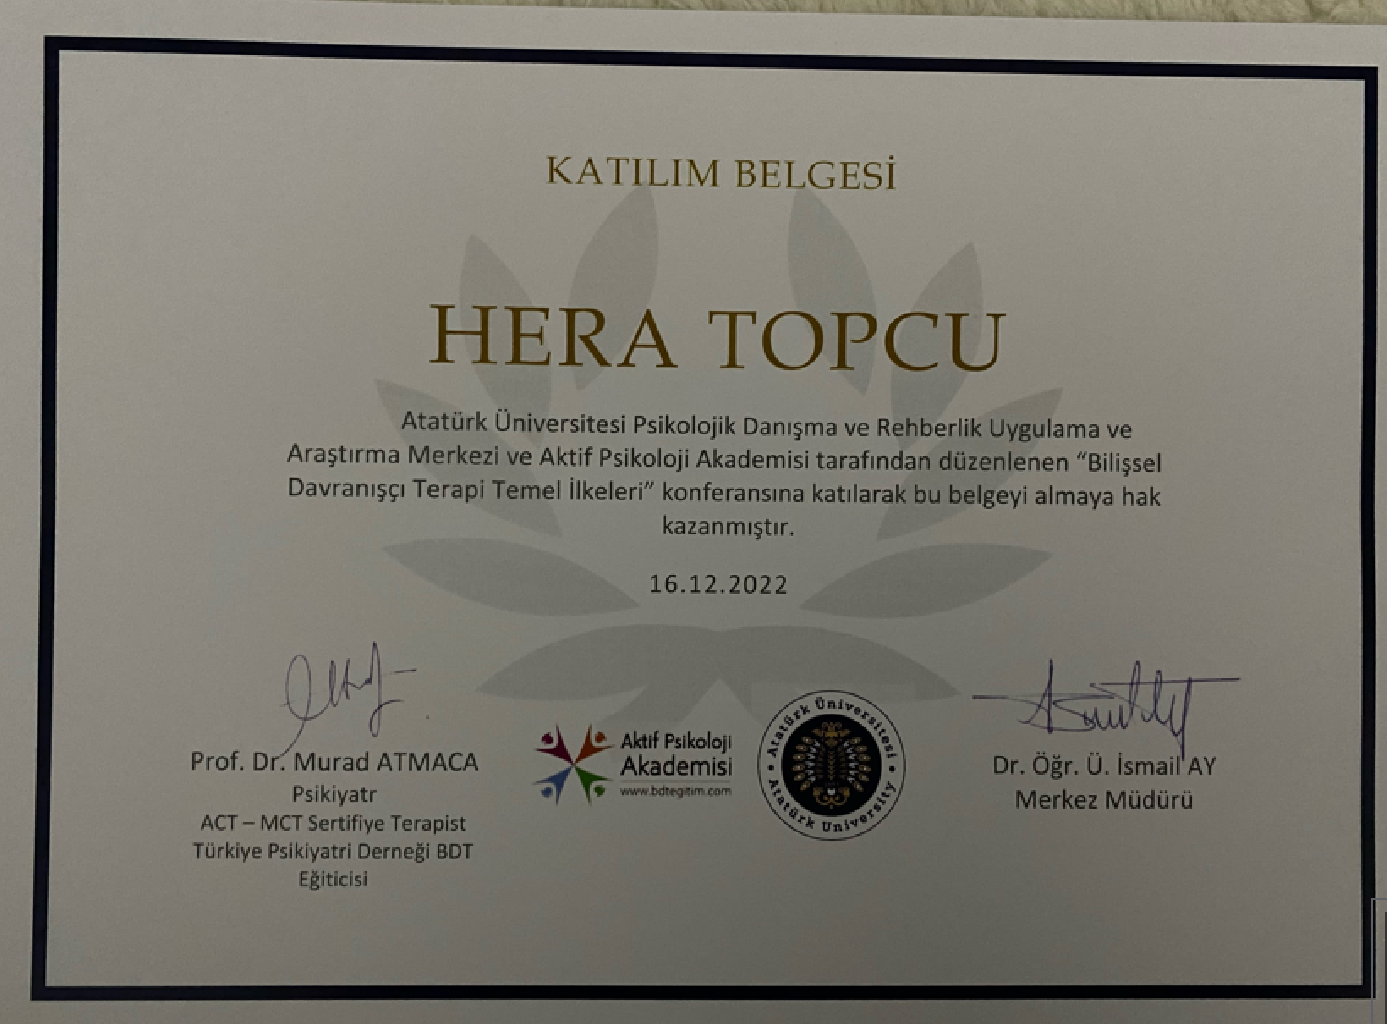 KATILIM BELGESİ
HERA TOPCU
Atatürk Üniversitesi Psikolojik Danışma ve Rehberlik Uygulama ve
Araştırma Merkezi ve Aktif Psikoloji Akademisi tarafından düzenlenen “Bilişsel
Davranışçı Terapi Temel İlkeleri” konferansına katılarak bu belgeyi almaya hak
kazanmıştır.
16.12.2022
Prof. Dr. Murad ATMACA
Psikiyatr
ACT – MCT Sertifiye Terapist
Türkiye Psikiyatri Derneği BDT
Eğiticisi
Aktif Psikoloji
Akademisi
www.bdtegitim.com
Atatürk Üniversitesi
Atatürk University
Dr. Öğr. Ü. İsmail AY
Merkez Müdürü